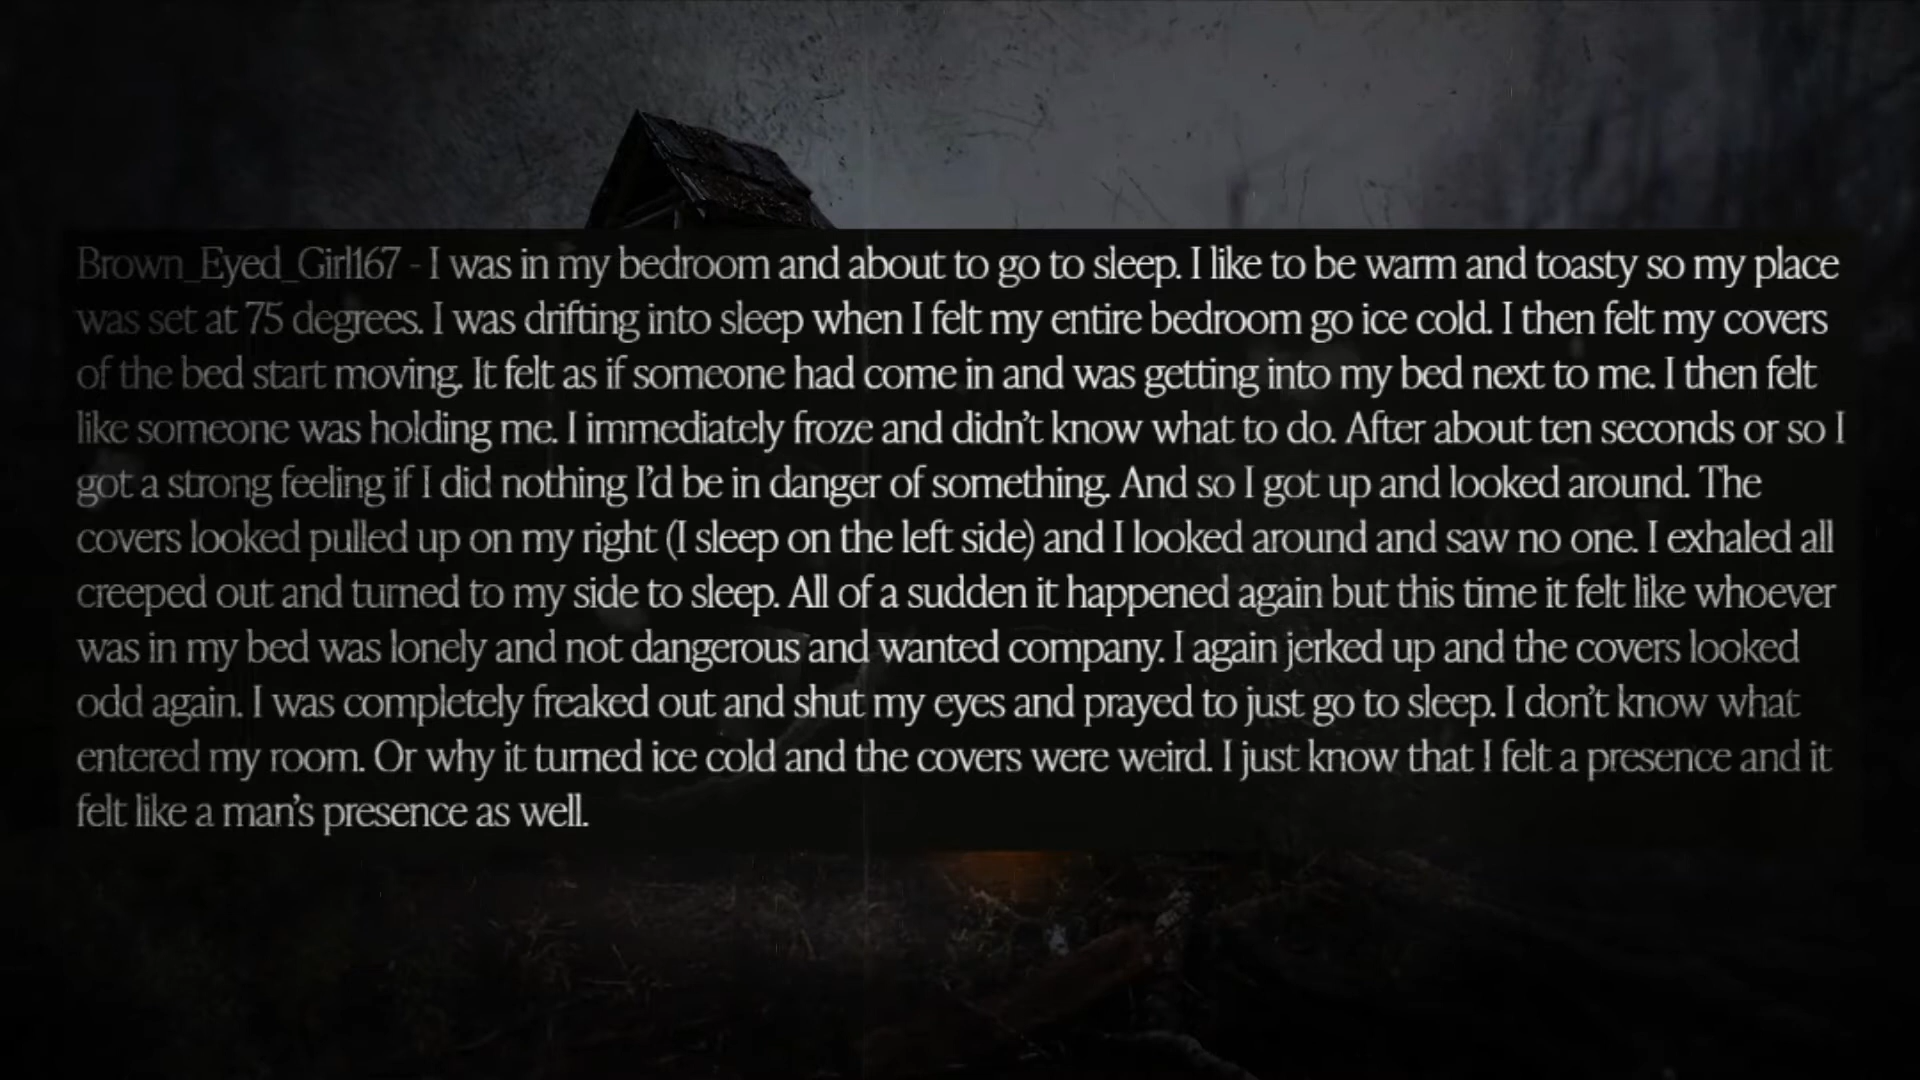 Brown_Eyed_Girl167 - I was in my bedroom and about to go to sleep. I like to be warm and toasty so my place
was set at 75 degrees. I was drifting into sleep when I felt my entire bedroom go ice cold. I then felt my covers
of the bed start moving. It felt as if someone had come in and was getting into my bed next to me. I then felt
like someone was holding me. I immediately froze and didn't know what to do. After about ten seconds or so I
got a strong feeling if I did nothing I'd be in danger of something. And so I got up and looked around. The
covers looked pulled up on my right (I sleep on the left side) and I looked around and saw no one. I exhaled all
creeped out and turned to my side to sleep. All of a sudden it happened again but this time it felt like whoever
was in my bed was lonely and not dangerous and wanted company. I again jerked up and the covers looked
odd again. I was completely freaked out and shut my eyes and prayed to just go to sleep. I don't know what
entered my room. Or why it turned ice cold and the covers were weird. I just know that I felt a presence and it
felt like a man's presence as well.